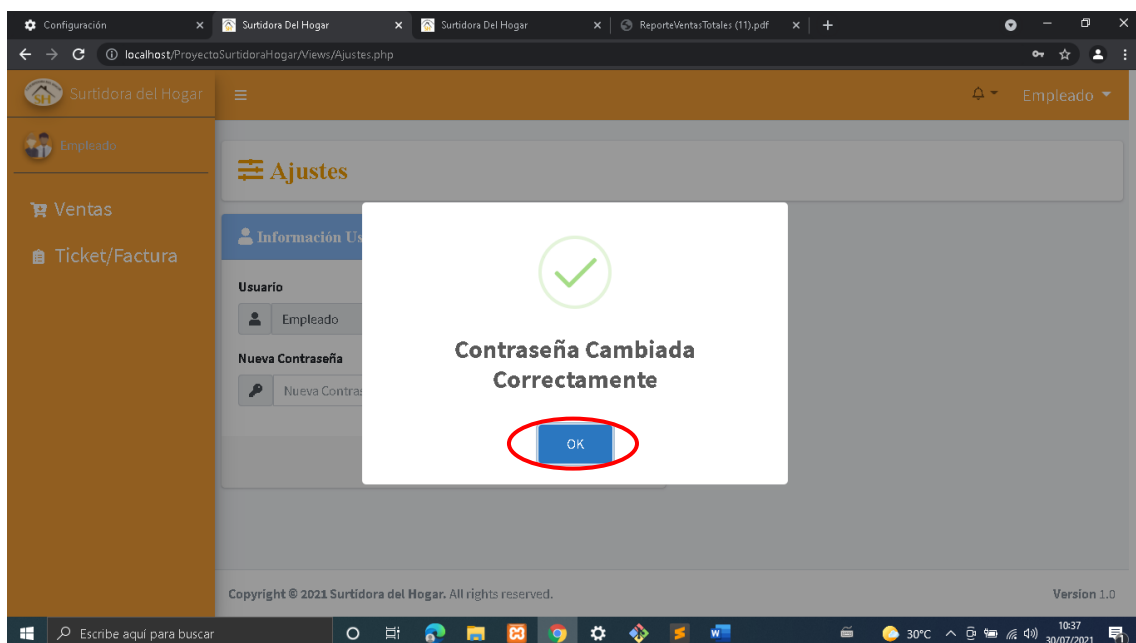 Configuración
Surtidora Del Hogar
Surtidora Del Hogar
ReporteVentasTotales (11).pdf
localhost/ProyectoSurtidoraHogar/Views/Ajustes.php
SH
Surtidora del Hogar
Empleado
Empleado
Ajustes
Ventas
Ticket/Factura
Información Us
Usuario
Empleado
Nueva Contraseña
Nueva Contras
Contraseña Cambiada
Correctamente
OK
Copyright © 2021 Surtidora del Hogar. All rights reserved.
Version 1.0
Escribe aquí para buscar
30°C
10:37
30/07/2021